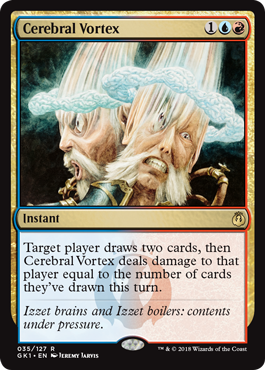 Cerebral Vortex 1
Instant
Target player draws two cards, then
Cerebral Vortex deals damage to that
player equal to the number of cards
they've drawn this turn.
Izzet brains and Izzet boilers: contents
under pressure.
035/127 R
GK1 • EN Jeremy Jarvis ™ & © 2018 Wizards of the Coast